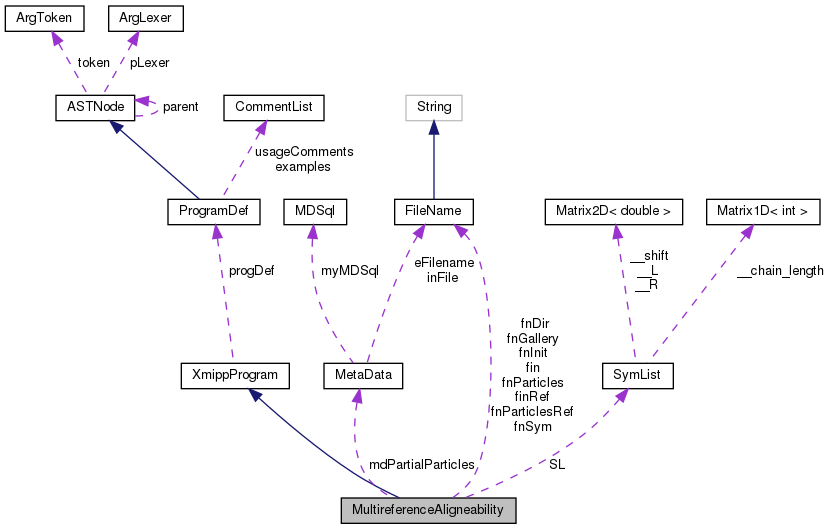 ArgToken
ArgLexer
token
pLexer
ASTNode
parent
CommentList
String
usageComments
examples
ProgramDef
MDSql
FileName
Matrix2D< double >
Matrix1D< int >
progDef
myMDSql
eFilename
inFile
__shift
__L
__R
__chain_length
fnDir
fnGallery
fnInit
fin
fnParticles
finRef
fnParticlesRef
fnSym
XmippProgram
MetaData
SymList
mdPartialParticles
SL
MultireferenceAligneability